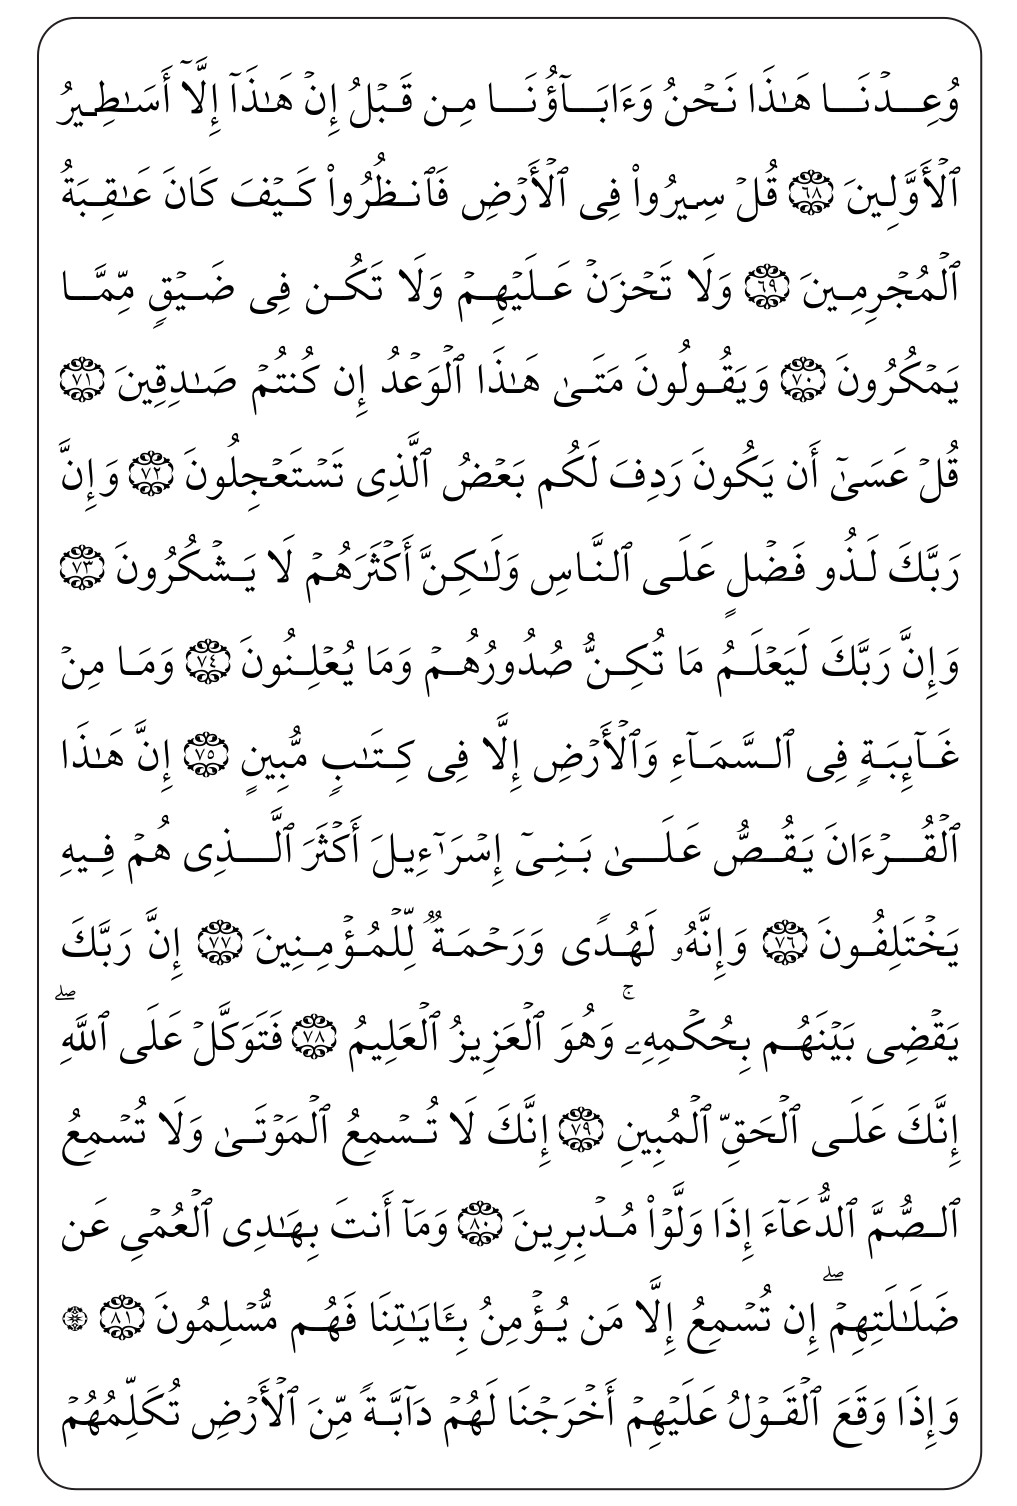 وُعِدْنَا هَٰذَا نَحْنُ وَءَابَآؤُنَا مِن قَبْلُ إِنْ هَٰذَآ إِلَّآ أَسَٰطِيرُ
ٱلْأَوَّلِينَ ٦٨ قُلْ سِيرُوا۟ فِى ٱلْأَرْضِ فَٱنظُرُوا۟ كَيْفَ كَانَ عَٰقِبَةُ
ٱلْمُجْرِمِينَ ٦٩ وَلَا تَحْزَنْ عَلَيْهِمْ وَلَا تَكُن فِى ضَيْقٍ مِّمَّا
يَمْكُرُونَ ٧٠ وَيَقُولُونَ مَتَىٰ هَٰذَا ٱلْوَعْدُ إِن كُنتُمْ صَٰدِقِينَ ٧١
قُلْ عَسَىٰٓ أَن يَكُونَ رَدِفَ لَكُم بَعْضُ ٱلَّذِى تَسْتَعْجِلُونَ ٧٢ وَإِنَّ
رَبَّكَ لَذُو فَضْلٍ عَلَى ٱلنَّاسِ وَلَٰكِنَّ أَكْثَرَهُمْ لَا يَشْكُرُونَ ٧٣
وَإِنَّ رَبَّكَ لَيَعْلَمُ مَا تُكِنُّ صُدُورُهُمْ وَمَا يُعْلِنُونَ ٧٤ وَمَا مِنْ
غَآئِبَةٍ فِى ٱلسَّمَآءِ وَٱلْأَرْضِ إِلَّا فِى كِتَٰبٍ مُّبِينٍ ٧٥ إِنَّ هَٰذَا
ٱلْقُرْءَانَ يَقُصُّ عَلَىٰ بَنِىٓ إِسْرَٰٓءِيلَ أَكْثَرَ ٱلَّذِى هُمْ فِيهِ
يَخْتَلِفُونَ ٧٦ وَإِنَّهُۥ لَهُدًى وَرَحْمَةٌ لِّلْمُؤْمِنِينَ ٧٧ إِنَّ رَبَّكَ
يَقْضِى بَيْنَهُم بِحُكْمِهِۦ ۚ وَهُوَ ٱلْعَزِيزُ ٱلْعَلِيمُ ٧٨ فَتَوَكَّلْ عَلَى ٱللَّهِ ۖ
إِنَّكَ عَلَى ٱلْحَقِّ ٱلْمُبِينِ ٧٩ إِنَّكَ لَا تُسْمِعُ ٱلْمَوْتَىٰ وَلَا تُسْمِعُ
ٱلصُّمَّ ٱلدُّعَآءَ إِذَا وَلَّوْا۟ مُدْبِرِينَ ٨٠ وَمَآ أَنتَ بِهَٰدِى ٱلْعُمْىِ عَن
ضَلَٰلَتِهِمْ ۖ إِن تُسْمِعُ إِلَّا مَن يُؤْمِنُ بِـَٔايَٰتِنَا فَهُم مُّسْلِمُونَ ٨١ ۞
وَإِذَا وَقَعَ ٱلْقَوْلُ عَلَيْهِمْ أَخْرَجْنَا لَهُمْ دَآبَّةً مِّنَ ٱلْأَرْضِ تُكَلِّمُهُمْ